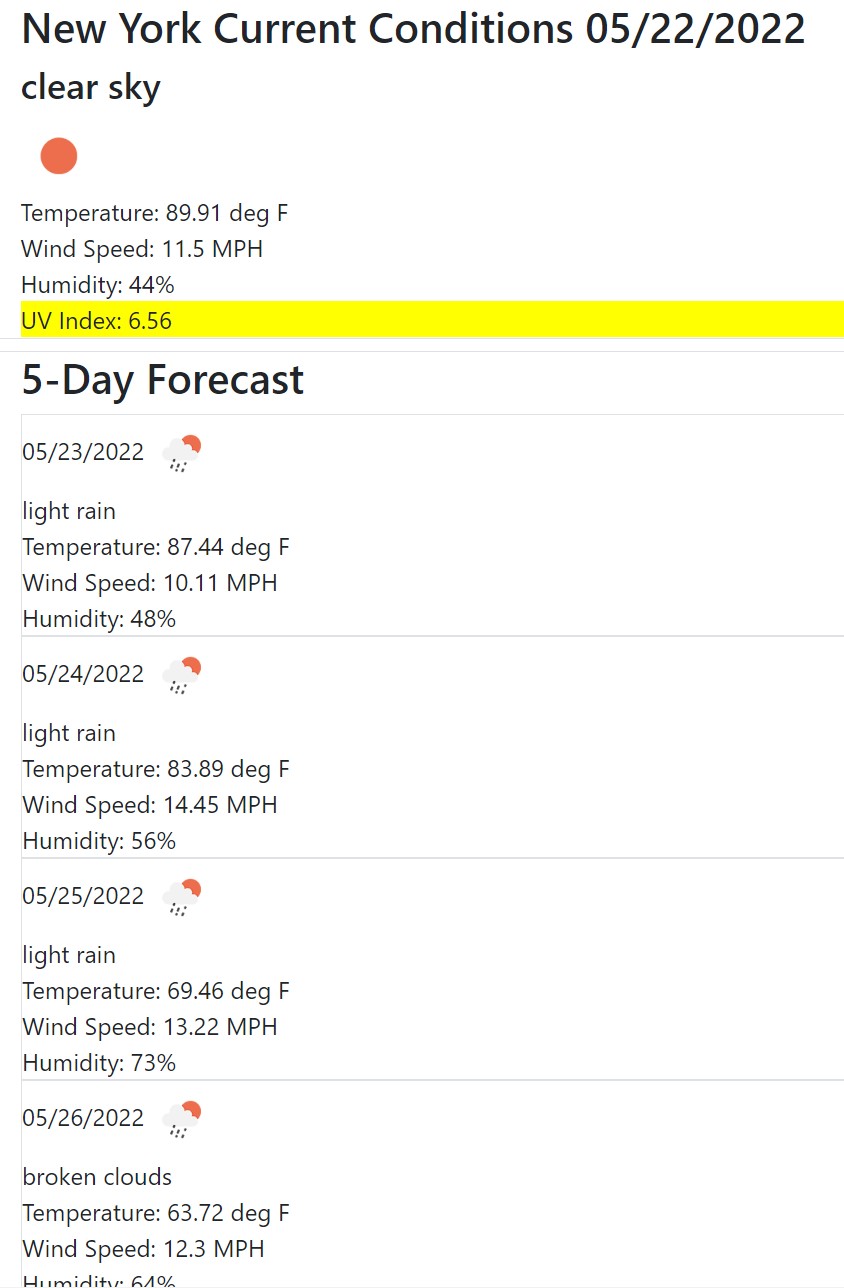 New York Current Conditions 05/22/2022
clear sky
Temperature: 89.91 deg F
Wind Speed: 11.5 MPH
Humidity: 44%
UV Index: 6.56
5-Day Forecast
05/23/2022
light rain
Temperature: 87.44 deg F
Wind Speed: 10.11 MPH
Humidity: 48%
05/24/2022
light rain
Temperature: 83.89 deg F
Wind Speed: 14.45 MPH
Humidity: 56%
05/25/2022
light rain
Temperature: 69.46 deg F
Wind Speed: 13.22 MPH
Humidity: 73%
05/26/2022
broken clouds
Temperature: 63.72 deg F
Wind Speed: 12.3 MPH
Humidity: 64%